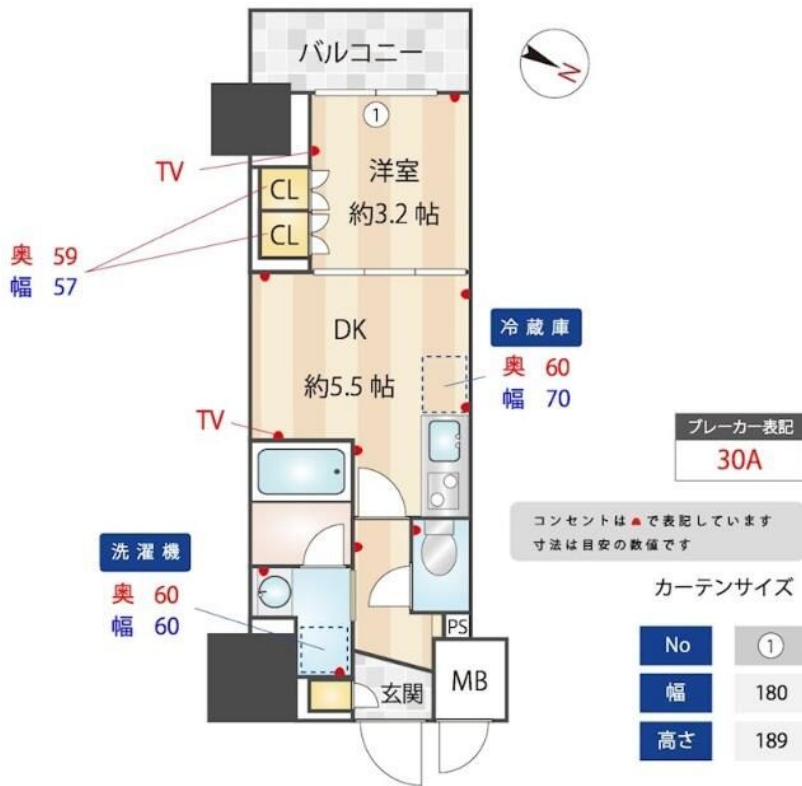 バルコニー
N
①
TV
洋室
約3.2 帖
CL
CL
奥 59
幅 57
DK
約5.5 帖
冷蔵庫
奥 60
幅 70
TV
ブレーカー表記
30A
コンセントは で表記しています
寸法は目安の数値です
洗濯機
奥 60
幅 60
カーテンサイズ
PS
MB
玄関
No ①
幅 180
高さ 189